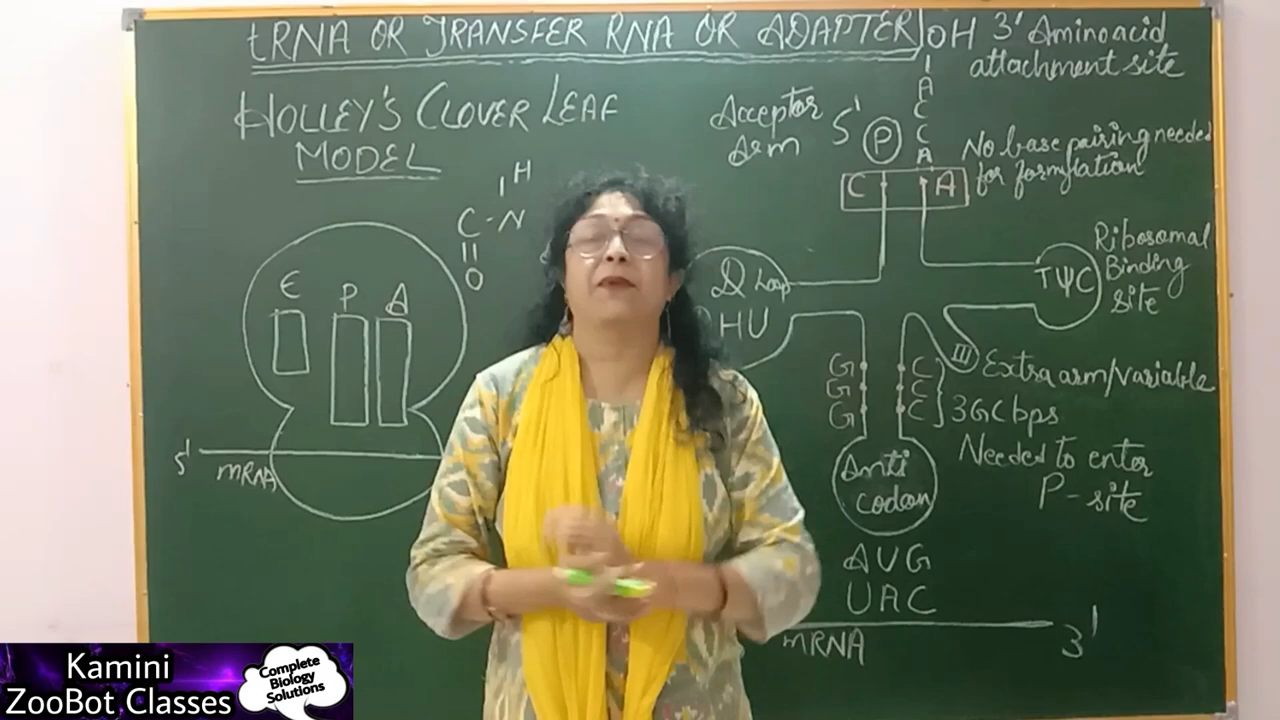 tRNA OR TRANSFER RNA OR ADAPTER
OH 3' Aminoacid
attachment site
HOLLEY'S CLOVER LEAF
MODEL
Acceptor
Arm
5'
P
A
C
C
A
No base pairing needed
for formylation
C
A
H
C - N
O
E
P
A
5'
mRNA
D Loop
DHU
TΨC
Ribosomal
Binding
site
III
Extra arm/variable
G C
G C
G C
3GC bps
Needed to enter
P-site
Anti
codon
AUG
UAC
mRNA
3'
Kamini
ZooBot Classes
Complete
Biology
Solutions